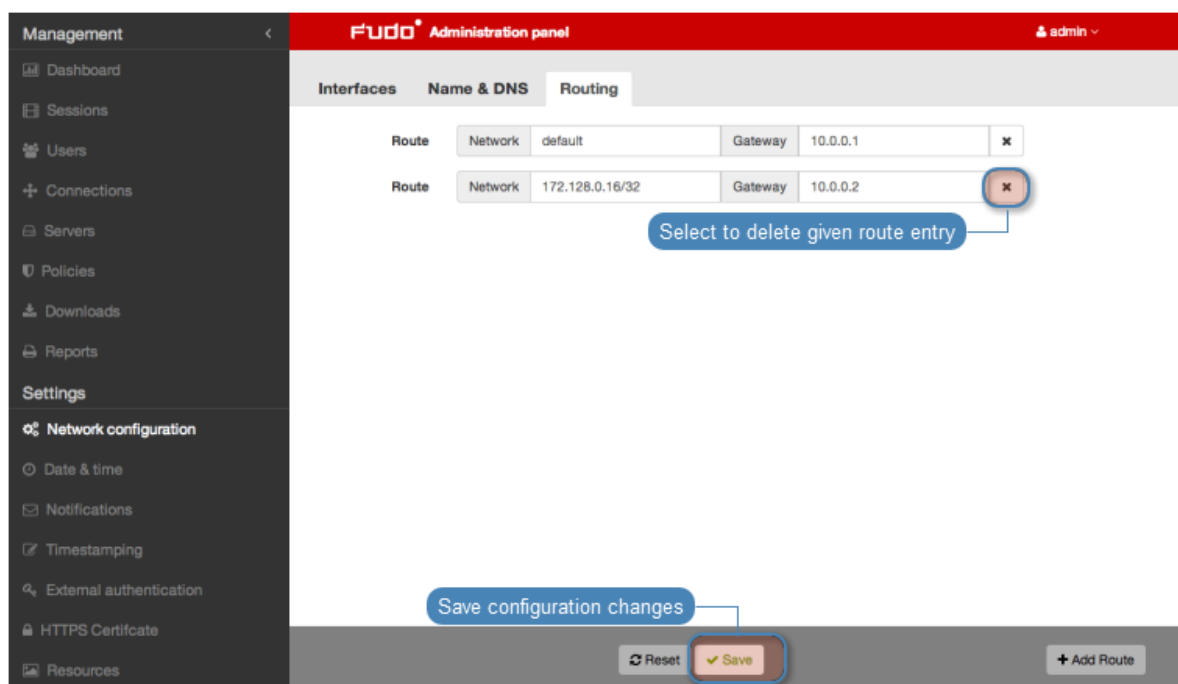 Management
FUDO Administration panel
admin
Dashboard
Sessions
Users
Connections
Servers
Policies
Downloads
Reports
Settings
Network configuration
Date & time
Notifications
Timestamping
External authentication
HTTPS Certifcate
Resources
Interfaces Name & DNS Routing
Route Network default Gateway 10.0.0.1
Route Network 172.128.0.16/32 Gateway 10.0.0.2
Select to delete given route entry
Save configuration changes
Reset Save + Add Route